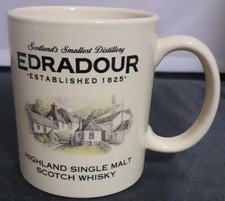 Scotland's Smallest Distillery
EDRADOUR
-ESTABLISHED 1825-
HIGHLAND SINGLE MALT
SCOTCH WHISKY